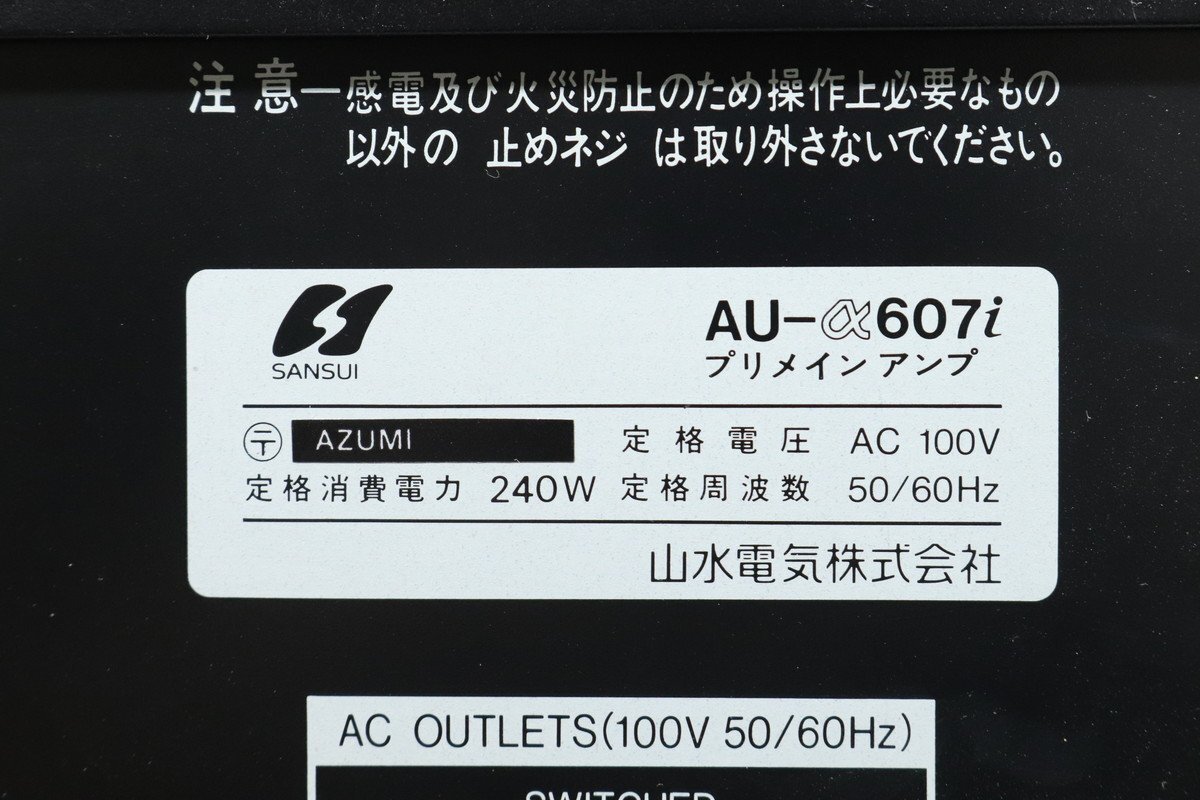 注意ー感電及び火災防止のため操作上必要なもの
以外の 止めネジ は取り外さないでください。
SANSUI
AU-α607i
プリメインアンプ
〒 AZUMI 定格電圧 AC 100V
定格消費電力 240W 定格周波数 50/60Hz
山水電気株式会社
AC OUTLETS(100V 50/60Hz)
SWITCHED